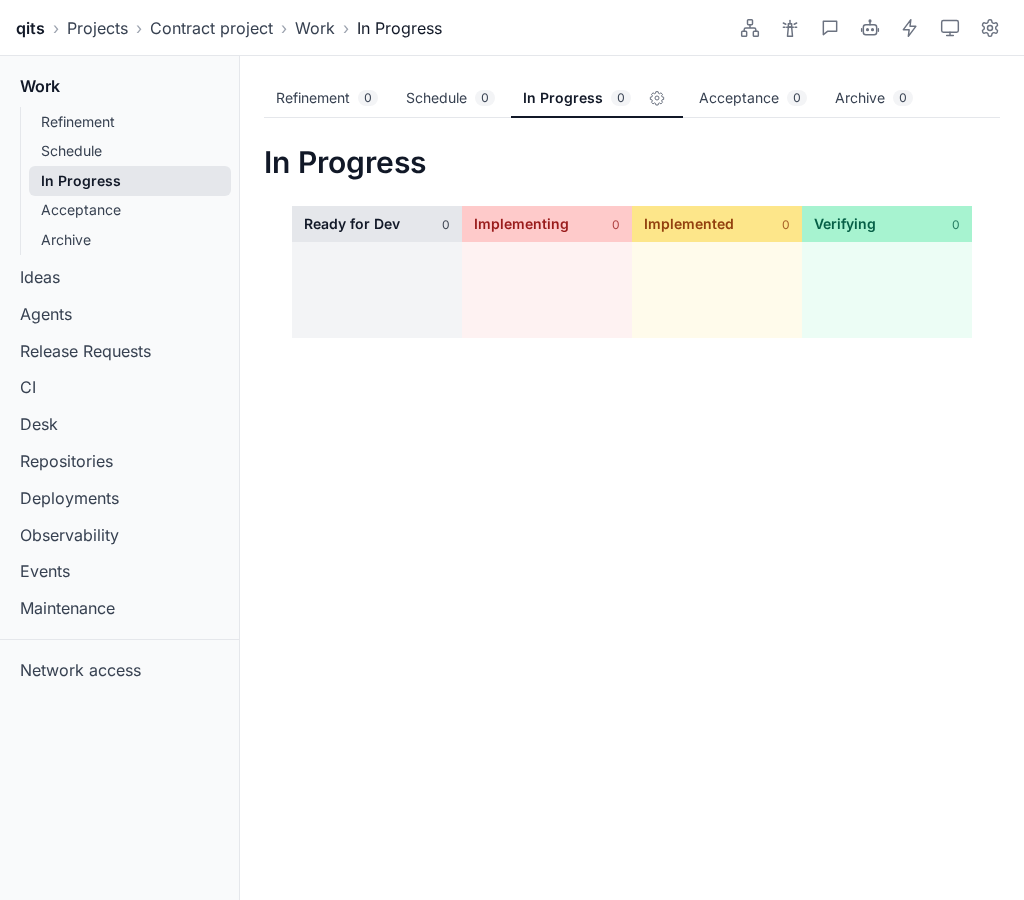 qits › Projects › Contract project › Work › In Progress
Work
Refinement
Schedule
In Progress
Acceptance
Archive
Ideas
Agents
Release Requests
CI
Desk
Repositories
Deployments
Observability
Events
Maintenance
Network access
Refinement 0 Schedule 0 In Progress 0 Acceptance 0 Archive 0
In Progress
Ready for Dev 0 Implementing 0 Implemented 0 Verifying 0